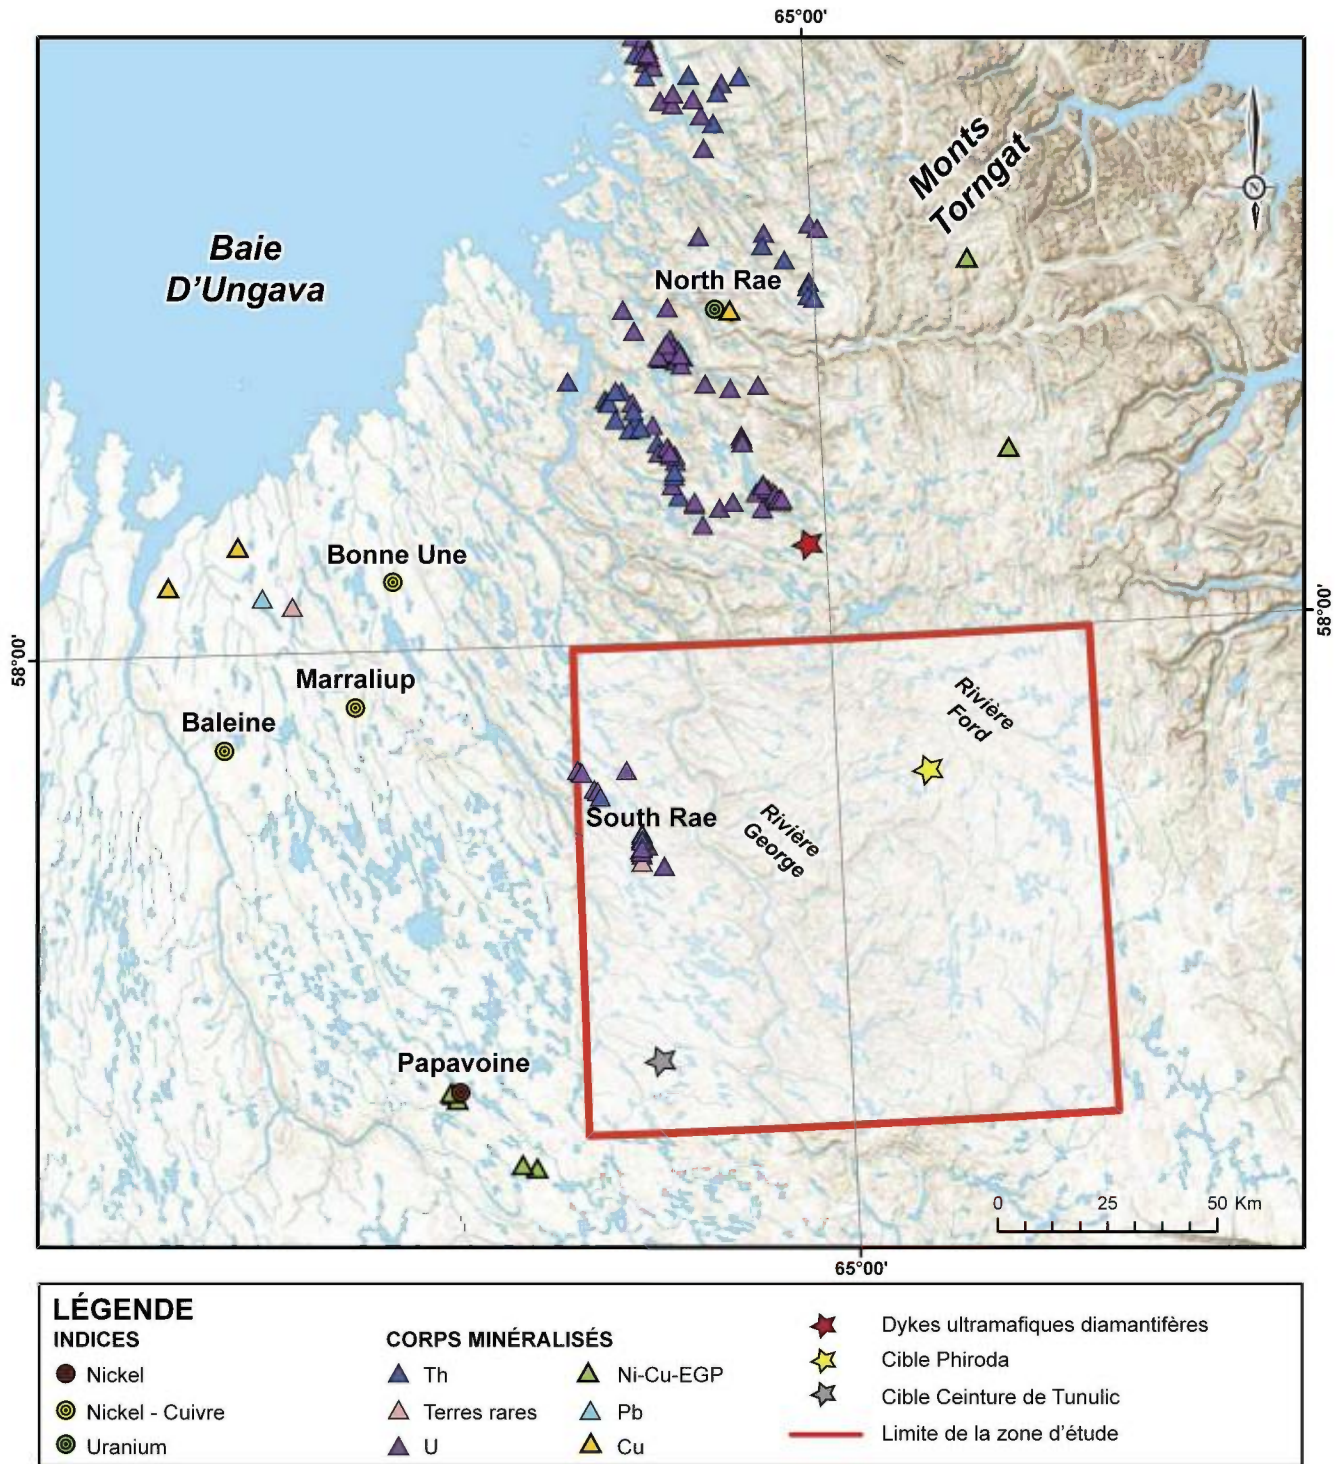 65°00'
Monts
Torngat
N
Baie
D'Ungava
North Rae
Bonne Une
58°00'
58°00'
Marraliup
Baleine
Rivière
Ford
South Rae
Rivière
George
Papavoine
0 25 50 Km
65°00'
LÉGENDE
INDICES
Nickel
Nickel - Cuivre
Uranium
CORPS MINÉRALISÉS
Th
Terres rares
U
Ni-Cu-EGP
Pb
Cu
Dykes ultramafiques diamantifères
Cible Phiroda
Cible Ceinture de Tunulic
Limite de la zone d'étude